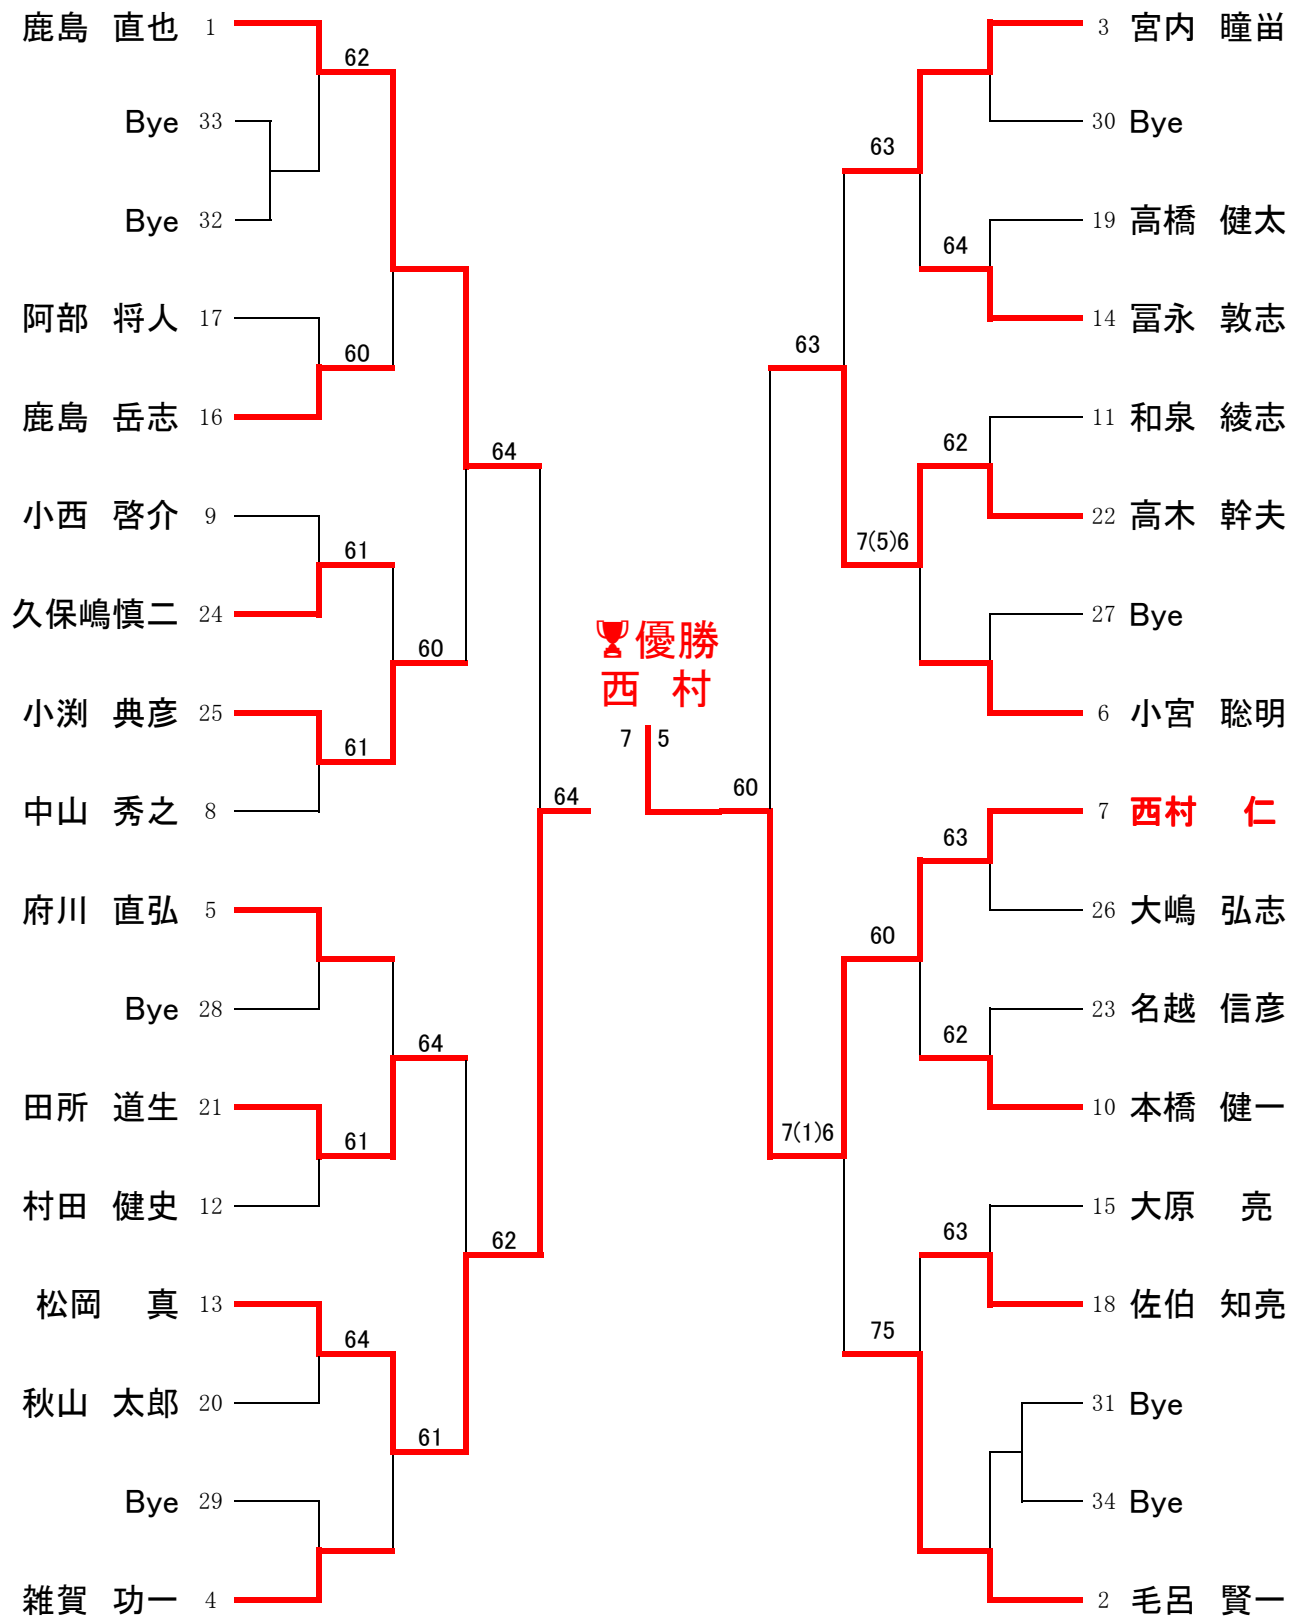 鹿島 直也 1
62
Bye 33
Bye 32
阿部 将人 17
60
鹿島 岳志 16
64
小西 啓介 9
61
久保嶋慎二 24
60
小渕 典彦 25
61
中山 秀之 8
64
府川 直弘 5
Bye 28
64
田所 道生 21
61
村田 健史 12
62
松岡 真 13
64
秋山 太郎 20
61
Bye 29
雑賀 功一 4
🏆優勝
西 村
7 5
3 宮内 瞳畄
30 Bye
63
19 高橋 健太
64
14 冨永 敦志
63
11 和泉 綾志
62
22 高木 幹夫
7(5)6
27 Bye
6 小宮 聡明
60
7 西村 仁
63
26 大嶋 弘志
60
23 名越 信彦
62
10 本橋 健一
7(1)6
15 大原 亮
63
18 佐伯 知亮
75
31 Bye
34 Bye
2 毛呂 賢一